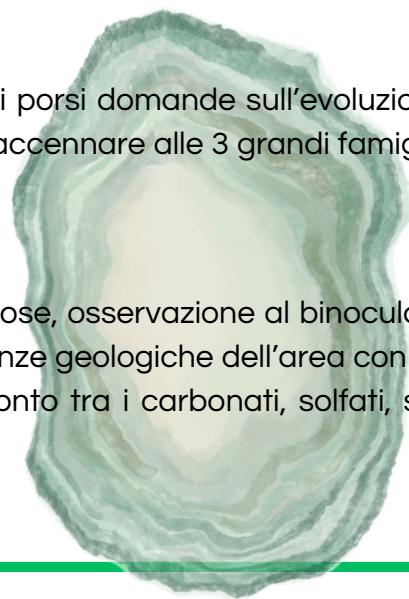 i porsi domande sull'evoluzio
accennare alle 3 grandi famig
ose, osservazione al binocula
nze geologiche dell'area con
onto tra i carbonati, solfati, s